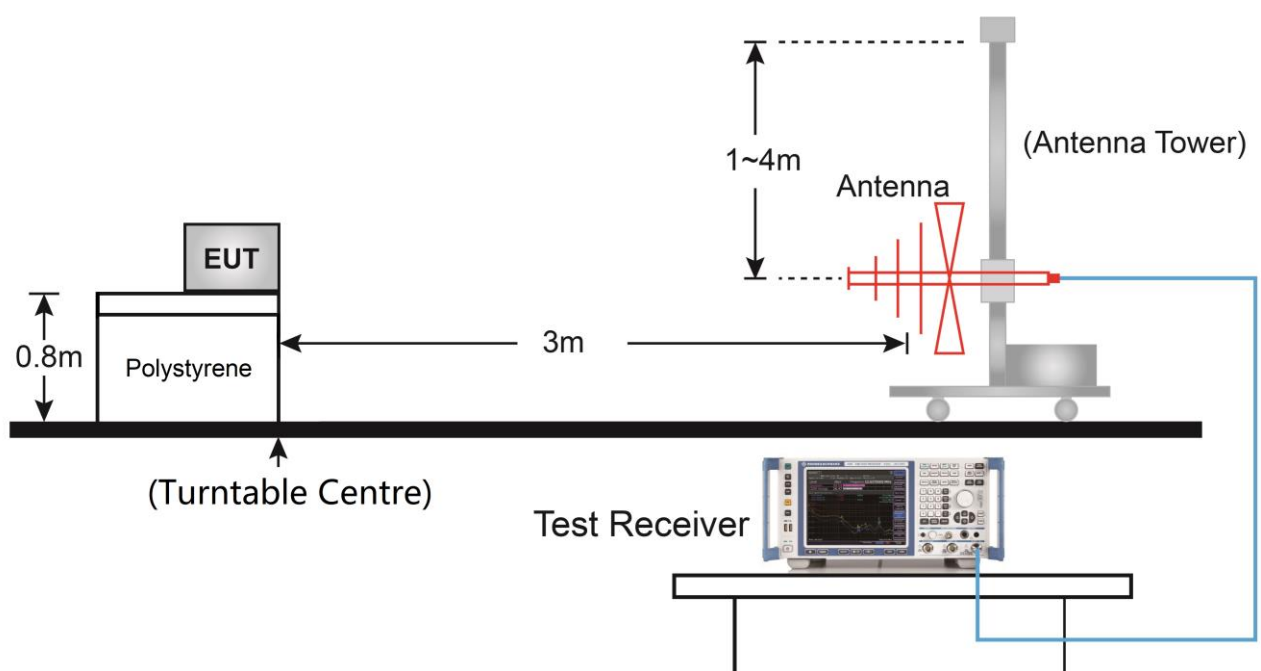 1~4m
(Antenna Tower)
Antenna
EUT
0.8m
Polystyrene
3m
(Turntable Centre)
Test Receiver